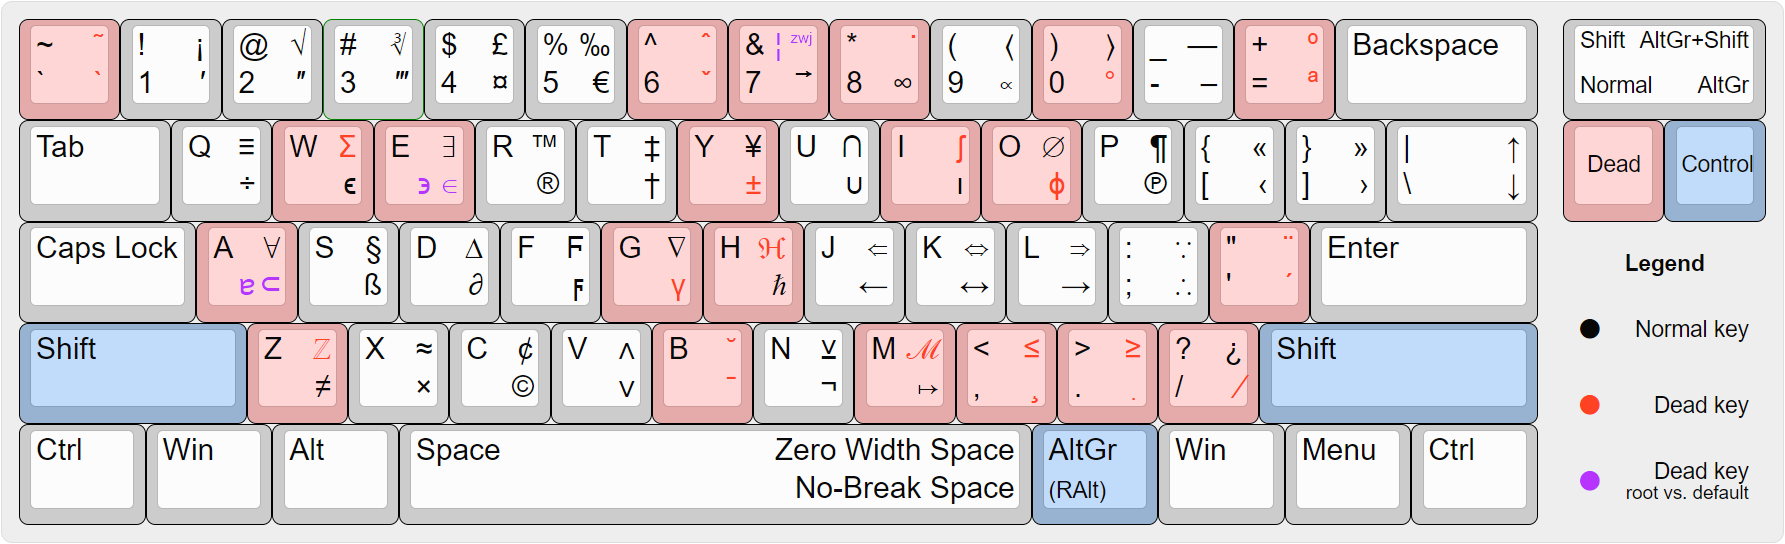 ~ ˜ ! ¡ @ √ # ∛ $ £ % ‰ ^ ˆ & ¦ zwj * ˙ ( ⟨ ) ⟩ _ — + º Backspace
` ` 1 ′ 2 ″ 3 ‴ 4 ¤ 5 € 6 ˇ 7 → 8 ∞ 9 ∝ 0 ° - – = ª
Tab Q ≡ W Σ E ∃ R ™ T ‡ Y ¥ U ∩ I ∫ O ∅ P ¶ { « } » | ↑
÷ ϵ ϶ ∈ ® † ± ∪ ı ϕ ℗ [ ‹ ] › \ ↓
Caps Lock A ∀ S § D ∆ F Ϝ G ∇ H ℋ J ⇐ K ⇔ L ⇒ : ∵ " ¨ Enter
ɐ ⊃ ß ∂ ϝ γ ℏ ← ↔ → ; ∴ ' ´
Shift Z ℤ X ≈ C ¢ V ∧ B ˘ N ⊻ M ℳ < ≤ > ≥ ? ¿ Shift
≠ × © ∨ ¯ ¬ ↦ , ¸ . . / ⁄
Ctrl Win Alt Space Zero Width Space AltGr Win Menu Ctrl
No-Break Space (RAlt)
Shift AltGr+Shift
Normal AltGr
Dead Control
Legend
Normal key
Dead key
Dead key
root vs. default